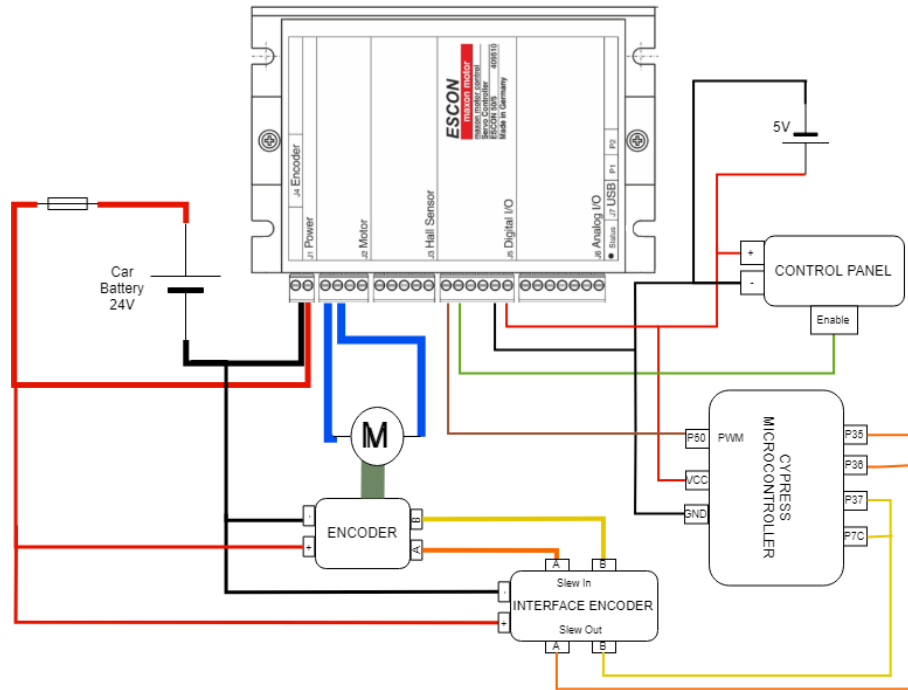 ESCON
maxon motor
maxon motor control
Servo Controller
ESCON 50/5 409510
Made in Germany
J4 Encoder
J1 Power
J2 Motor
J3 Hall Sensor
J5 Digital I/O
J6 Analog I/O
Status J7 USB P1 P2
5V
Car
Battery
24V
+
-
CONTROL PANEL
Enable
M
P50
PWM
VCC
GND
CYPRESS
MICROCONTROLLER
P35
P36
P37
P7C
-
+
ENCODER
B
A
A
B
Slew In
-
INTERFACE ENCODER
+
Slew Out
A
B